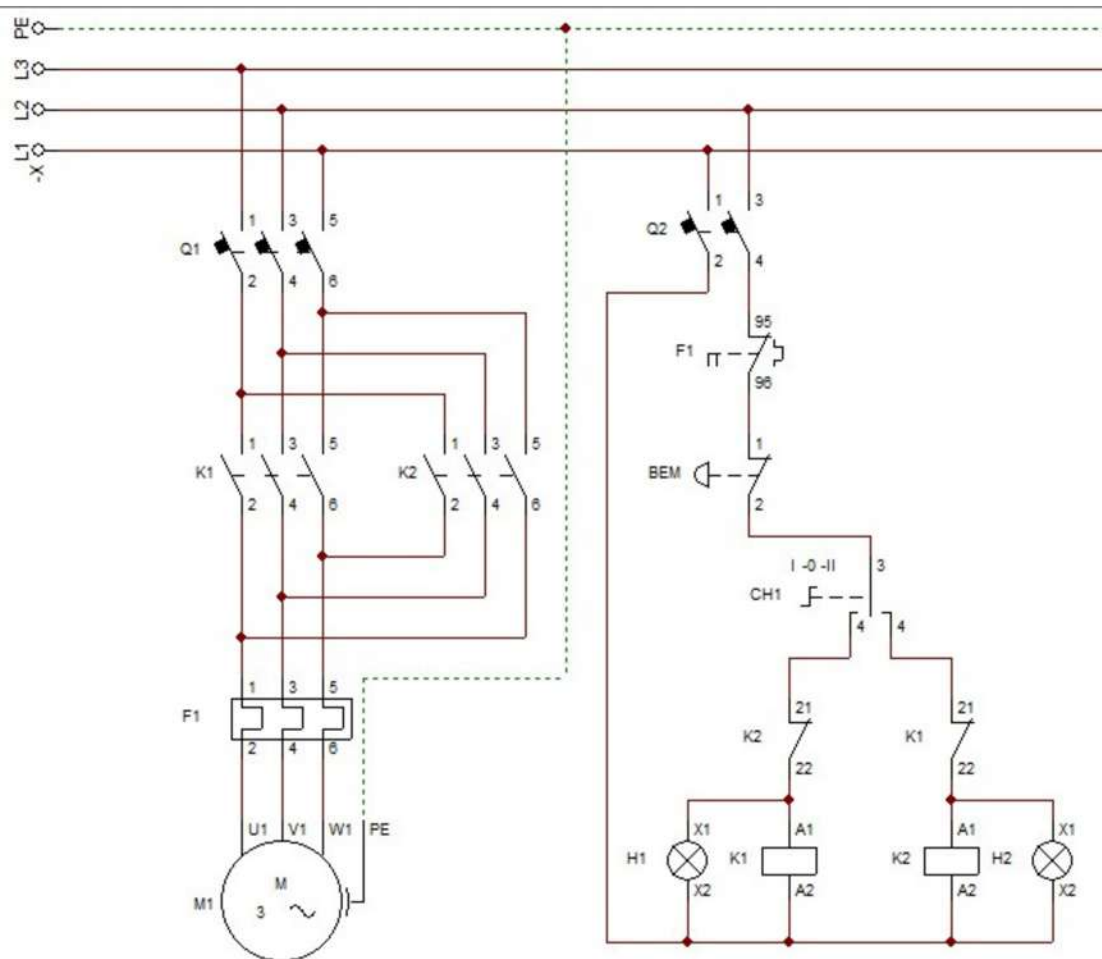 PE
L3
L2
L1
-X
1 3 5
Q1
2 4 6
1 3
Q2
2 4
95
F1
96
1 3 5
K1
2 4 6
1 3 5
K2
2 4 6
1
BEM
2
I -0 -II
3
CH1
4 4
1 3 5
F1
2 4 6
21
K2
22
21
K1
22
U1 V1 W1 PE
M
3
M1
X1
H1
X2
A1
K1
A2
A1
K2
A2
X1
H2
X2